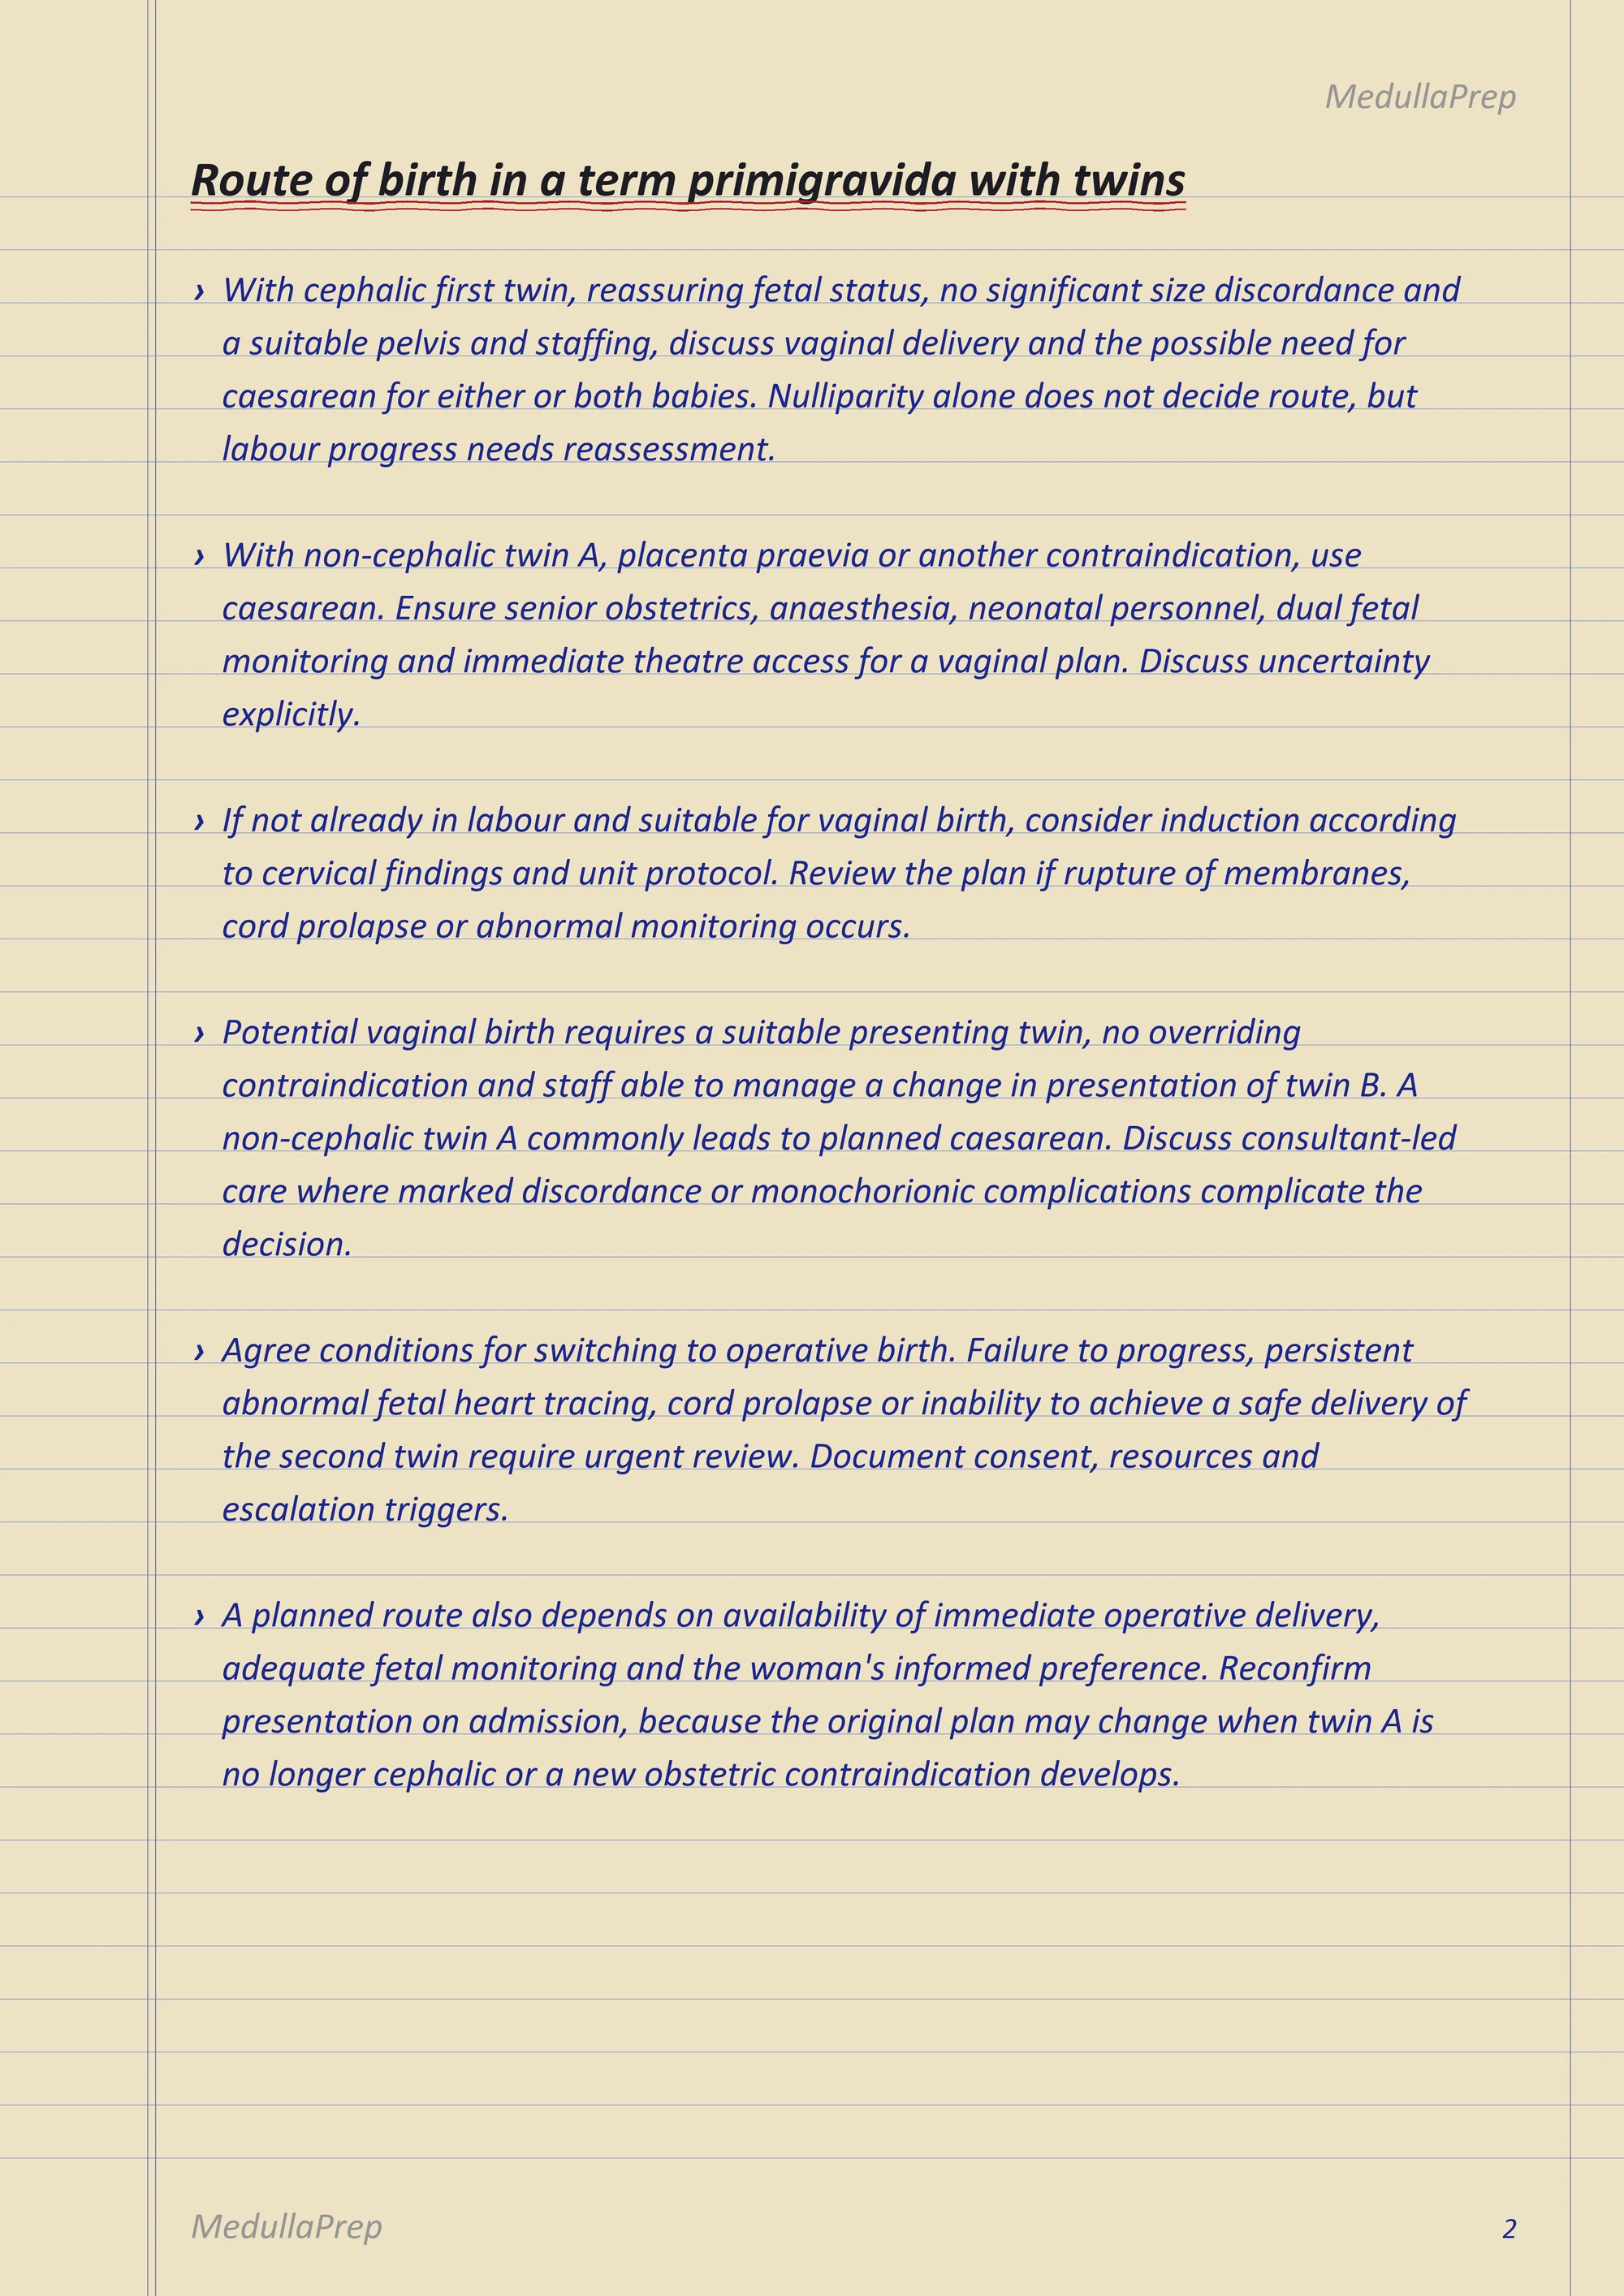 MedullaPrep
Route of birth in a term primigravida with twins
› With cephalic first twin, reassuring fetal status, no significant size discordance and
a suitable pelvis and staffing, discuss vaginal delivery and the possible need for
caesarean for either or both babies. Nulliparity alone does not decide route, but
labour progress needs reassessment.
› With non-cephalic twin A, placenta praevia or another contraindication, use
caesarean. Ensure senior obstetrics, anaesthesia, neonatal personnel, dual fetal
monitoring and immediate theatre access for a vaginal plan. Discuss uncertainty
explicitly.
› If not already in labour and suitable for vaginal birth, consider induction according
to cervical findings and unit protocol. Review the plan if rupture of membranes,
cord prolapse or abnormal monitoring occurs.
› Potential vaginal birth requires a suitable presenting twin, no overriding
contraindication and staff able to manage a change in presentation of twin B. A
non-cephalic twin A commonly leads to planned caesarean. Discuss consultant-led
care where marked discordance or monochorionic complications complicate the
decision.
› Agree conditions for switching to operative birth. Failure to progress, persistent
abnormal fetal heart tracing, cord prolapse or inability to achieve a safe delivery of
the second twin require urgent review. Document consent, resources and
escalation triggers.
› A planned route also depends on availability of immediate operative delivery,
adequate fetal monitoring and the woman's informed preference. Reconfirm
presentation on admission, because the original plan may change when twin A is
no longer cephalic or a new obstetric contraindication develops.
MedullaPrep
2